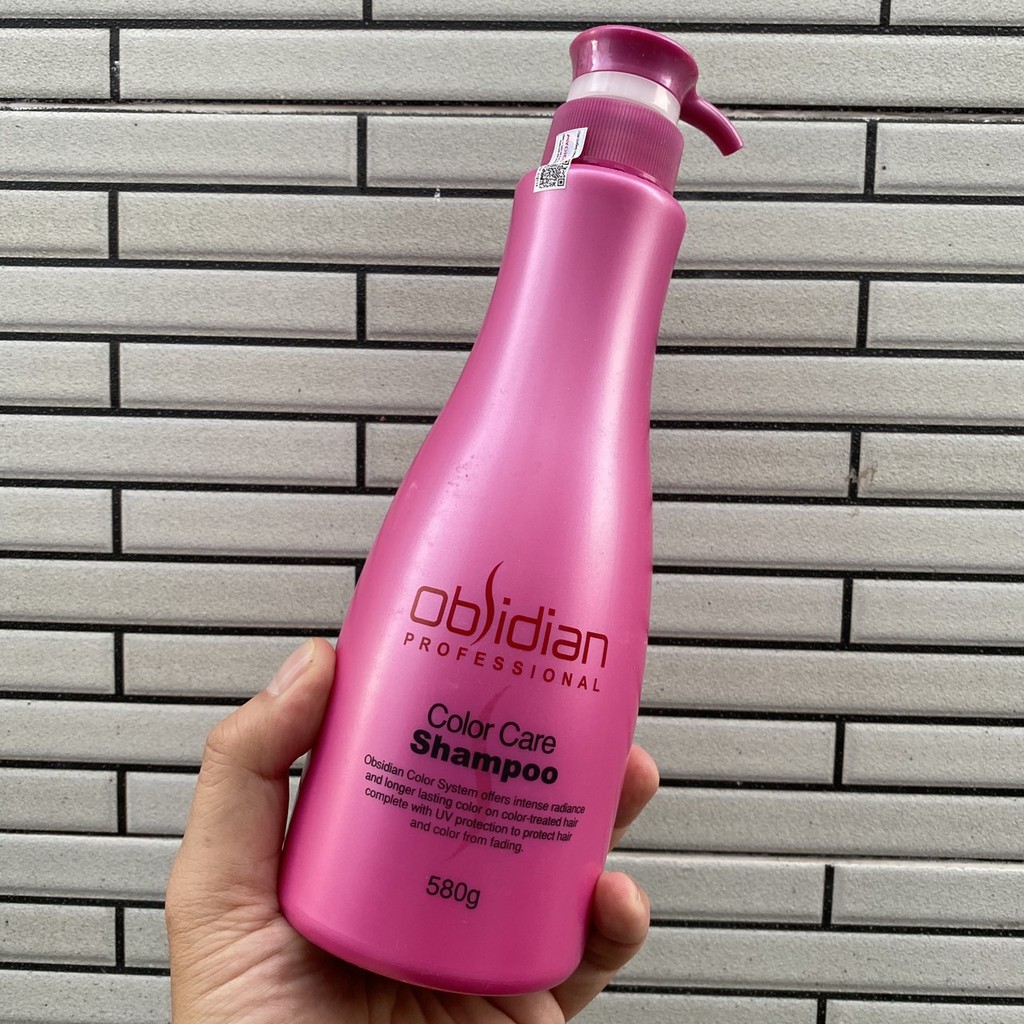 obsidian
PROFESSIONAL
Color Care
Shampoo
Obsidian Color System offers intense radiance
and longer lasting color on color-treated hair
complete with UV protection to protect hair
and color from fading.
580g